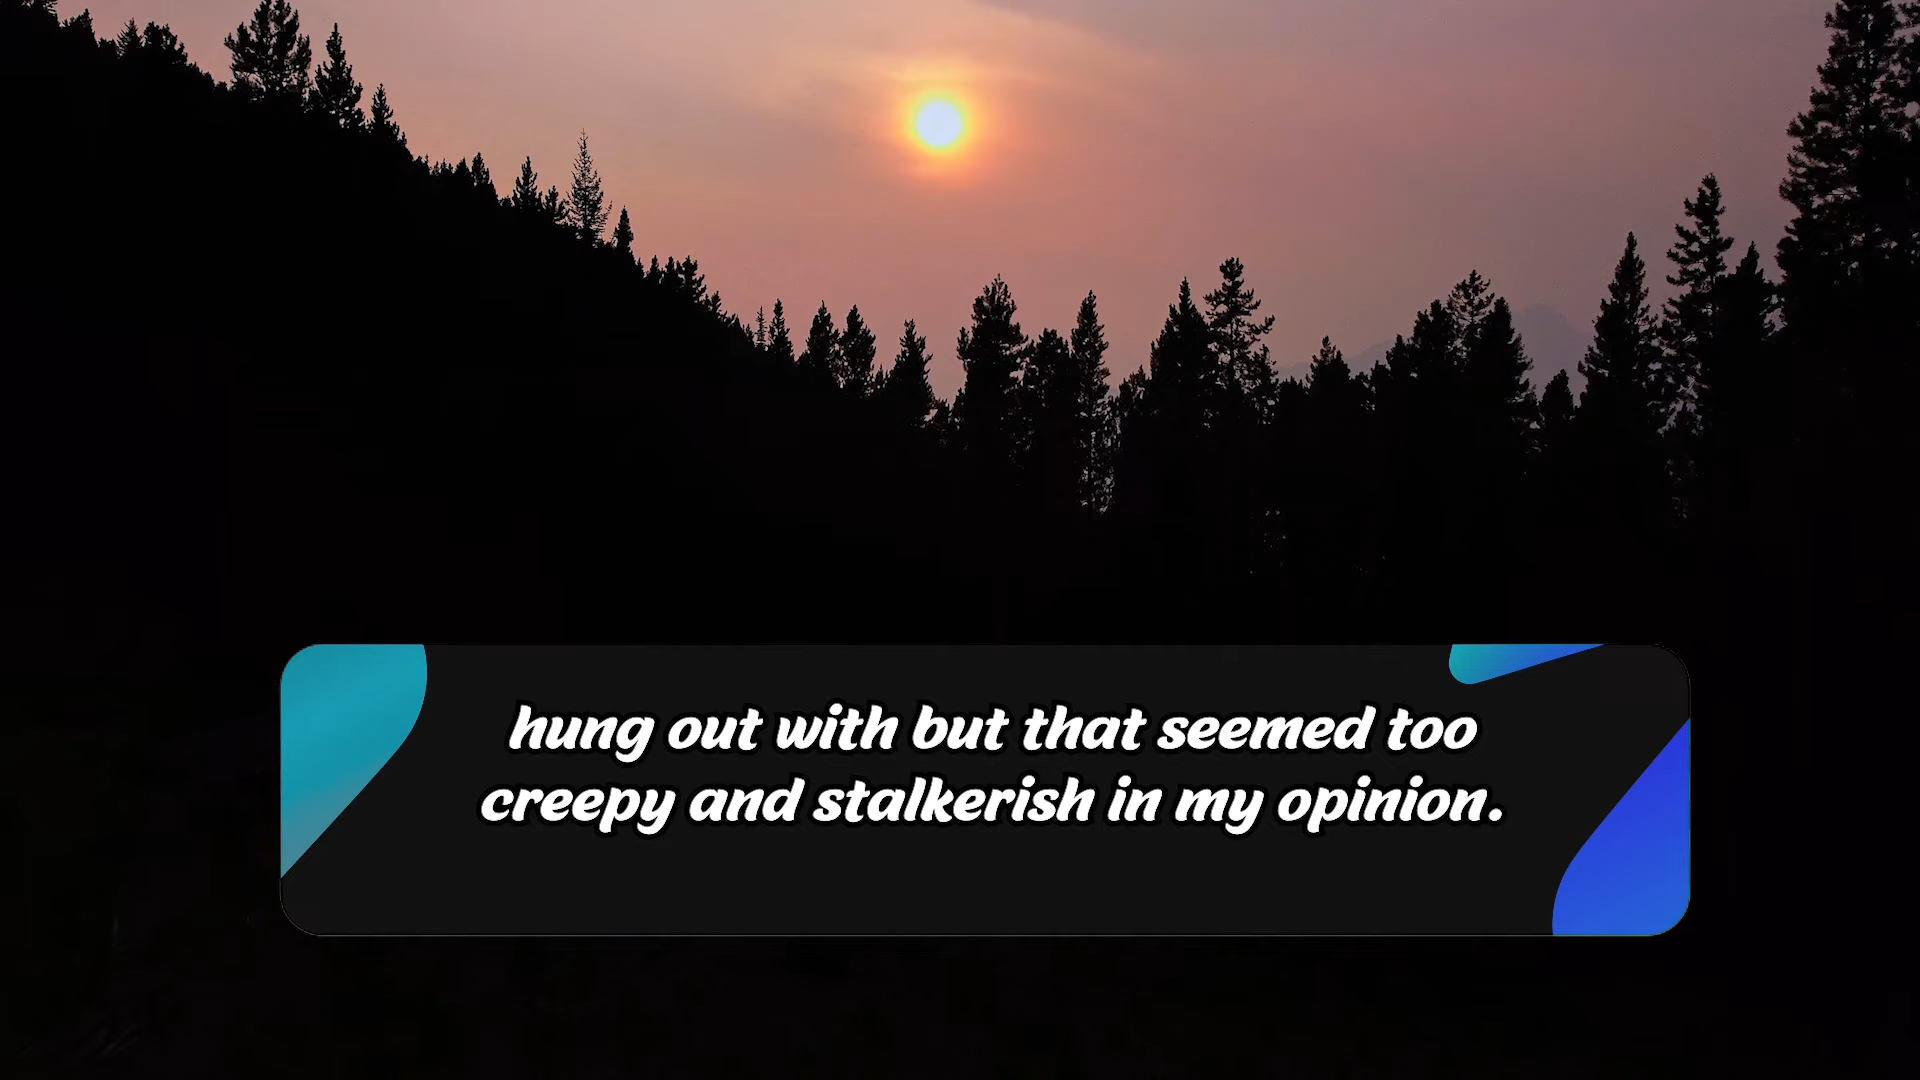 hung out with but that seemed too
creepy and stalkerish in my opinion.